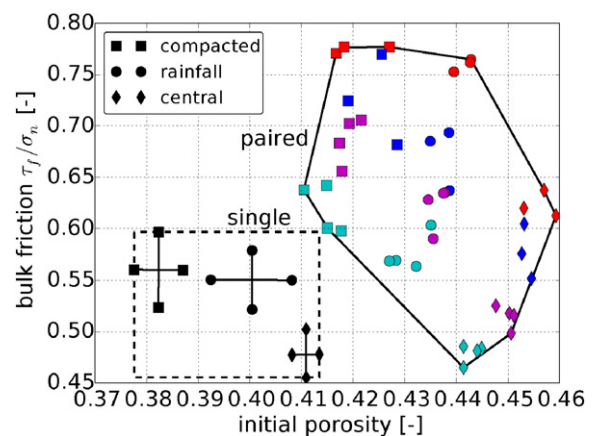 0.80
0.75
0.70
0.65
0.60
0.55
0.50
0.45
bulk friction τ_f/σ_n [-]
compacted
rainfall
central
paired
single
0.37 0.38 0.39 0.40 0.41 0.42 0.43 0.44 0.45 0.46
initial porosity [-]